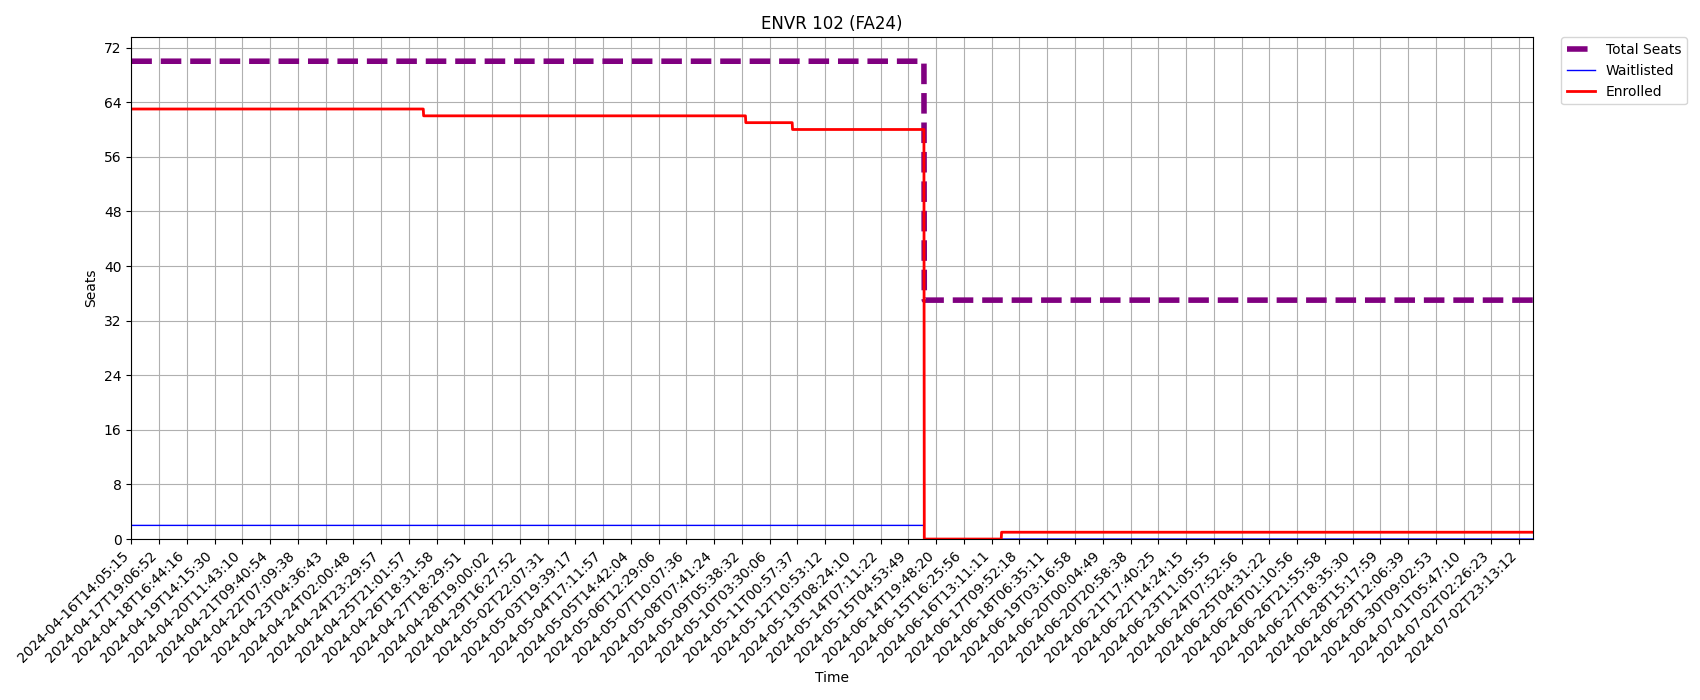 ENVR 102 (FA24)
Total Seats
Waitlisted
Enrolled
Seats
72
64
56
48
40
32
24
16
8
0
2024-04-16T14:05:15
2024-04-17T19:06:52
2024-04-18T16:44:16
2024-04-19T14:15:30
2024-04-20T11:43:10
2024-04-21T09:40:54
2024-04-22T07:09:38
2024-04-23T04:36:43
2024-04-24T02:00:48
2024-04-24T23:29:57
2024-04-25T21:01:57
2024-04-26T18:31:58
2024-04-27T18:29:51
2024-04-28T19:00:02
2024-04-29T16:27:52
2024-05-02T22:07:31
2024-05-03T19:39:17
2024-05-04T17:11:57
2024-05-05T14:42:04
2024-05-06T12:29:06
2024-05-07T10:07:36
2024-05-08T07:41:24
2024-05-09T05:38:32
2024-05-10T03:30:06
2024-05-11T00:57:37
2024-05-12T10:53:12
2024-05-13T08:24:10
2024-05-14T07:11:22
2024-05-15T04:53:49
2024-06-14T19:48:20
2024-06-15T16:25:56
2024-06-16T13:11:11
2024-06-17T09:52:18
2024-06-18T06:35:11
2024-06-19T03:16:58
2024-06-20T00:04:49
2024-06-20T20:58:38
2024-06-21T17:40:25
2024-06-22T14:24:15
2024-06-23T11:05:55
2024-06-24T07:52:56
2024-06-25T04:31:22
2024-06-26T01:10:56
2024-06-26T21:55:58
2024-06-27T18:35:30
2024-06-28T15:17:59
2024-06-29T12:06:39
2024-06-30T09:02:53
2024-07-01T05:47:10
2024-07-02T02:26:23
2024-07-02T23:13:12
Time